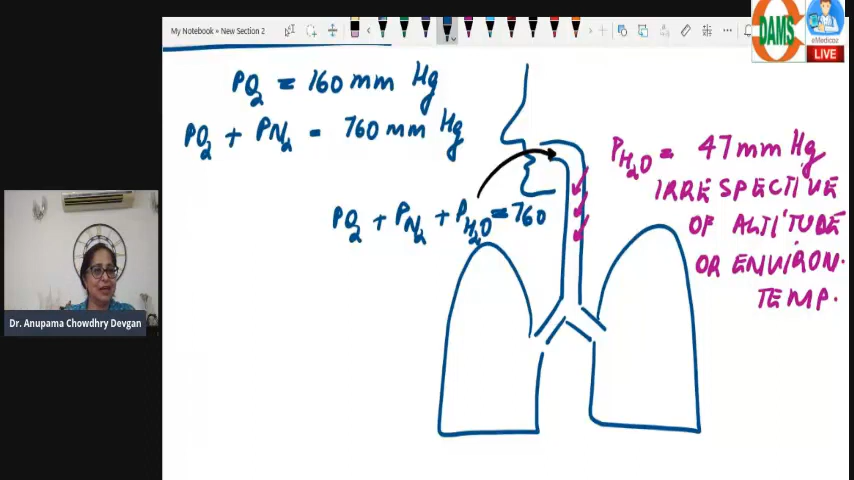 My Notebook » New Section 2
DAMS
eMedicoz
LIVE
PO2 = 160 mm Hg
PO2 + PN2 = 760 mm Hg
PO2 + PN2 + PH2O = 760
PH2O = 47 mm Hg
IRRESPECTIVE
OF ALTITUDE
OR ENVIRON.
TEMP.
Dr. Anupama Chowdhry Devgan